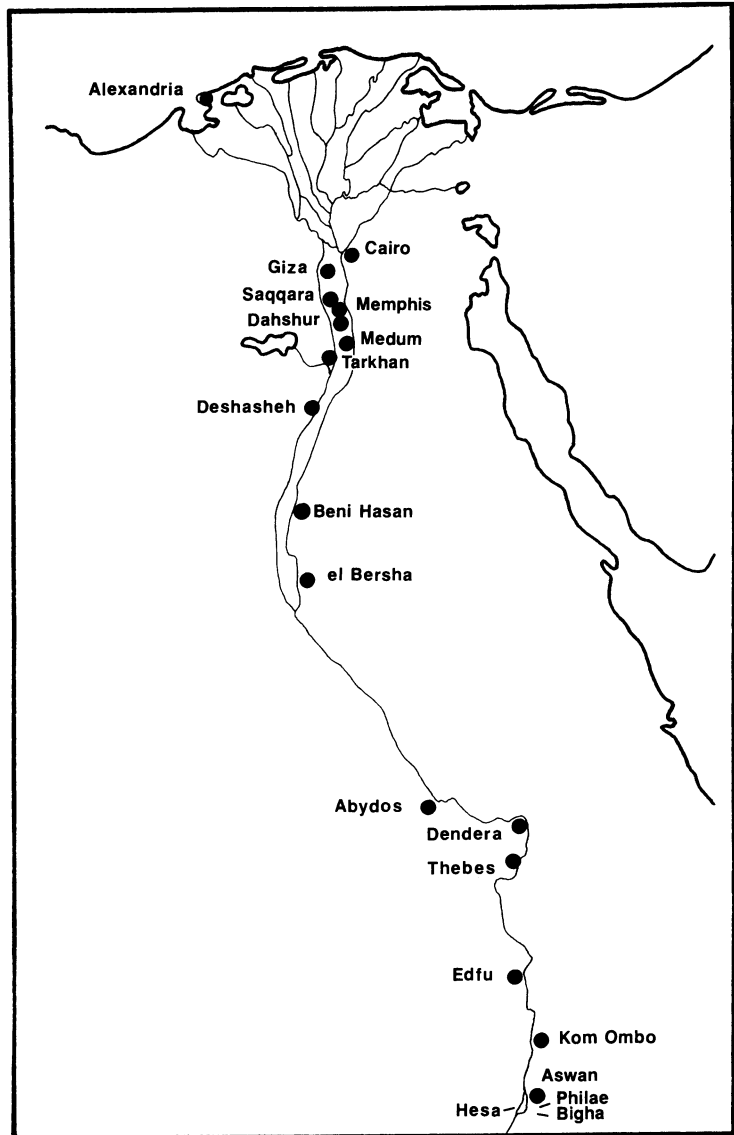 Alexandria
Cairo
Giza
Saqqara
Memphis
Dahshur
Medum
Tarkhan
Deshasheh
Beni Hasan
el Bersha
Abydos
Dendera
Thebes
Edfu
Kom Ombo
Aswan
Philae
Hesa
Bigha